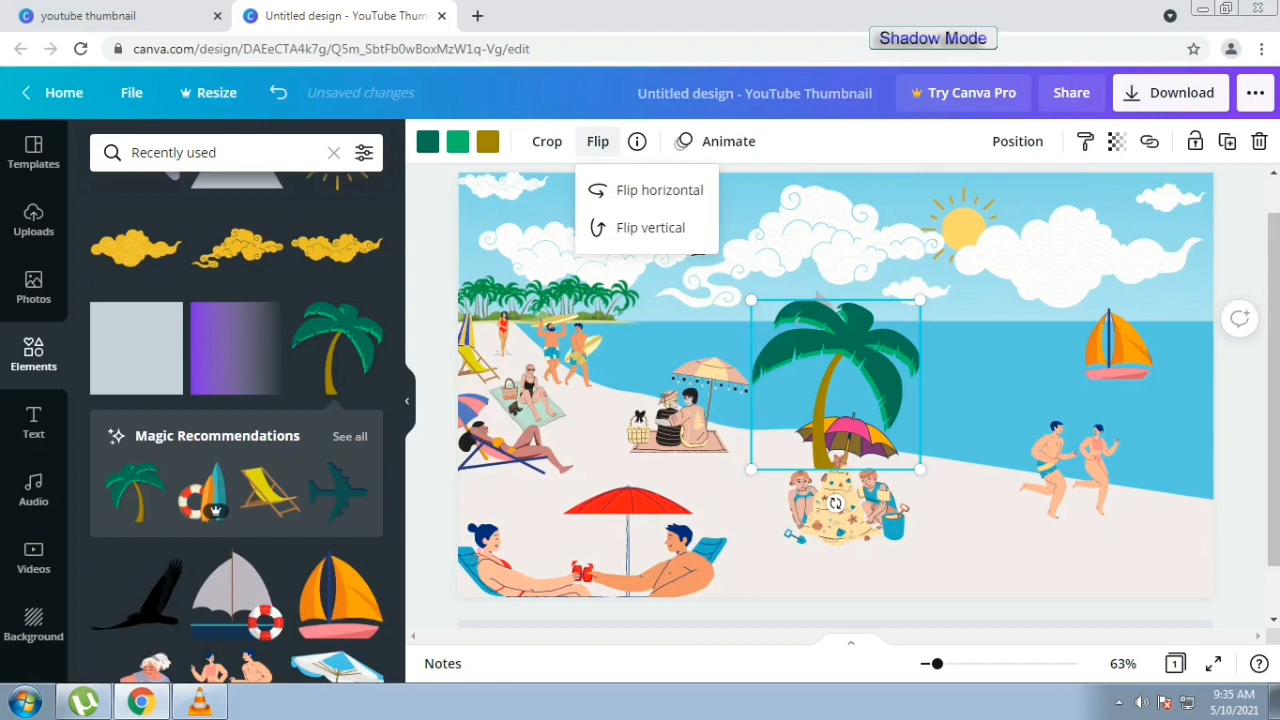 youtube thumbnail
Untitled design - YouTube Thum
canva.com/design/DAEeCTA4k7g/Q5m_SbtFb0wBoxMzW1q-Vg/edit
Shadow Mode
Home
File
Resize
Unsaved changes
Untitled design - YouTube Thumbnail
Try Canva Pro
Share
Download
Templates
Uploads
Photos
Elements
Text
Audio
Videos
Background
Recently used
Crop
Flip
Animate
Position
Flip horizontal
Flip vertical
Magic Recommendations
See all
Notes
63%
1
9:35 AM
5/10/2021